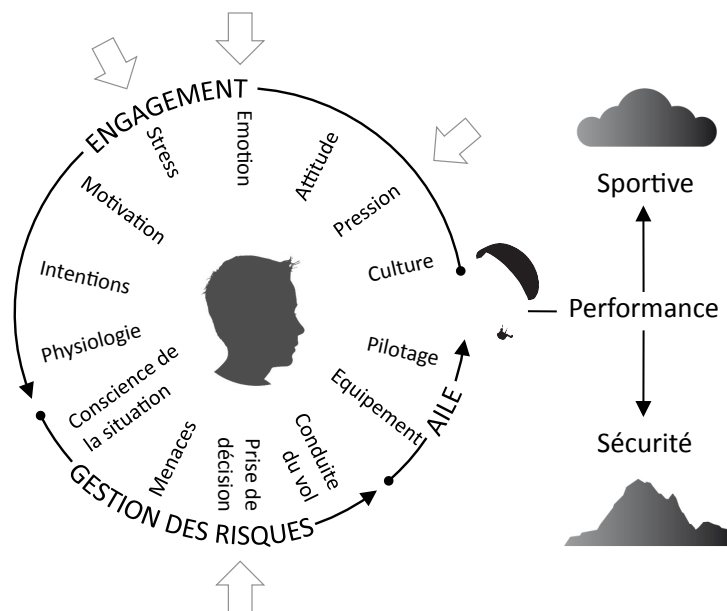 ENGAGEMENT
Stress
Emotion
Attitude
Motivation
Pression
Intentions
Culture
Physiologie
Pilotage
Conscience de
la situation
Equipement
Menaces
Prise de
décision
Conduite
du vol
GESTION DES RISQUES
AILE
Sportive
Performance
Sécurité